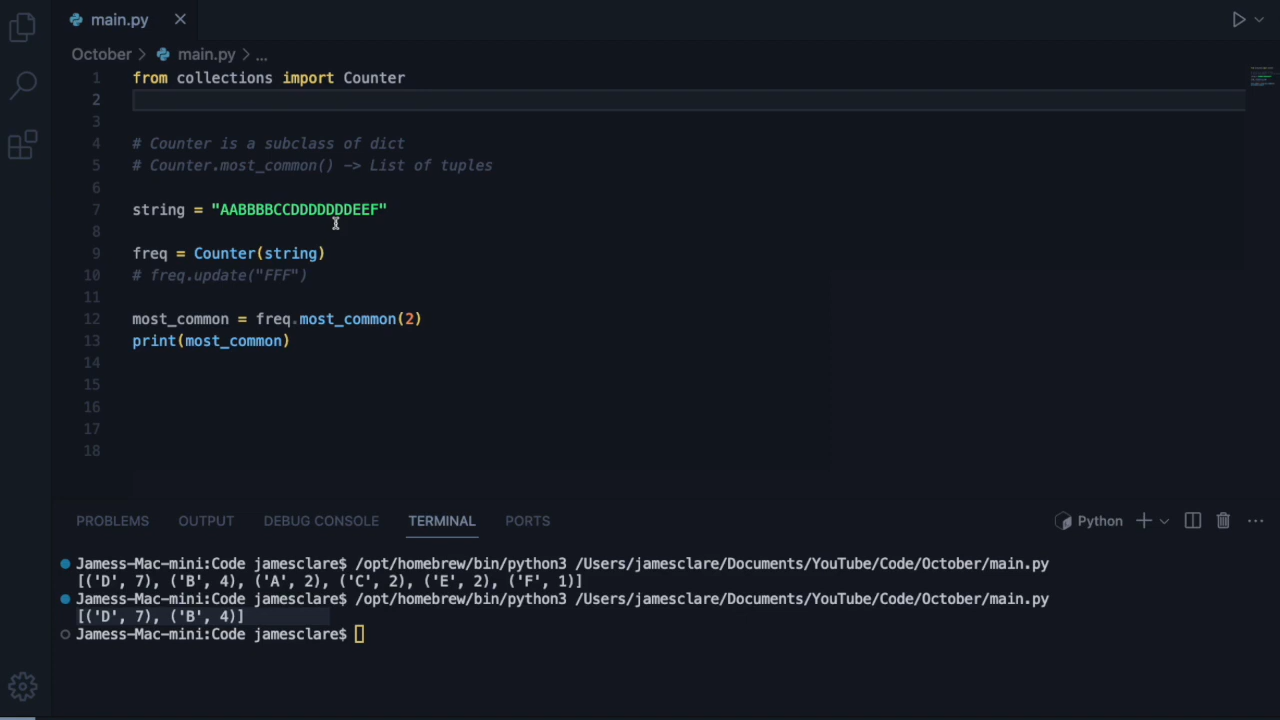 main.py
October > main.py > ...
1 from collections import Counter
2
3
4 # Counter is a subclass of dict
5 # Counter.most_common() -> List of tuples
6
7 string = "AABBBBCCDDDDDDDEEF"
8
9 freq = Counter(string)
10 # freq.update("FFF")
11
12 most_common = freq.most_common(2)
13 print(most_common)
14
15
16
17
18
PROBLEMS OUTPUT DEBUG CONSOLE TERMINAL PORTS Python
Jamess-Mac-mini:Code jamesclare$ /opt/homebrew/bin/python3 /Users/jamesclare/Documents/YouTube/Code/October/main.py
[('D', 7), ('B', 4), ('A', 2), ('C', 2), ('E', 2), ('F', 1)]
Jamess-Mac-mini:Code jamesclare$ /opt/homebrew/bin/python3 /Users/jamesclare/Documents/YouTube/Code/October/main.py
[('D', 7), ('B', 4)]
Jamess-Mac-mini:Code jamesclare$